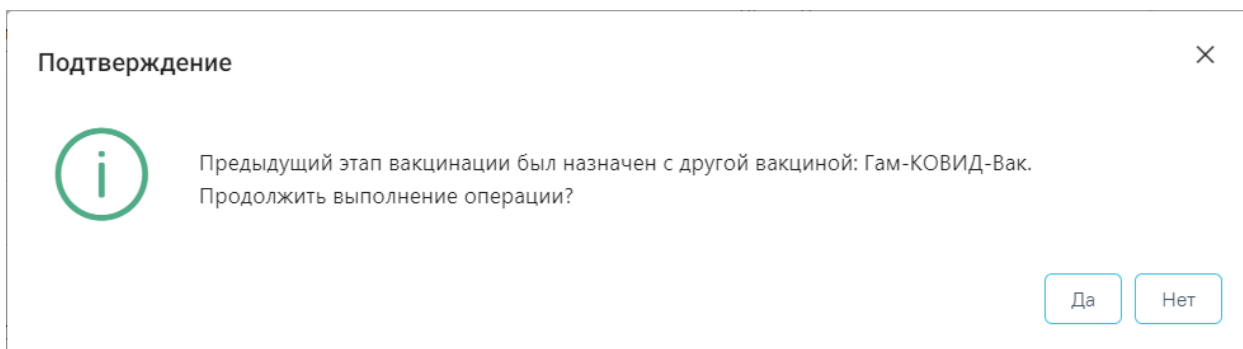 Подтверждение
Предыдущий этап вакцинации был назначен с другой вакциной: Гам-КОВИД-Вак.
Продолжить выполнение операции?
Да Нет